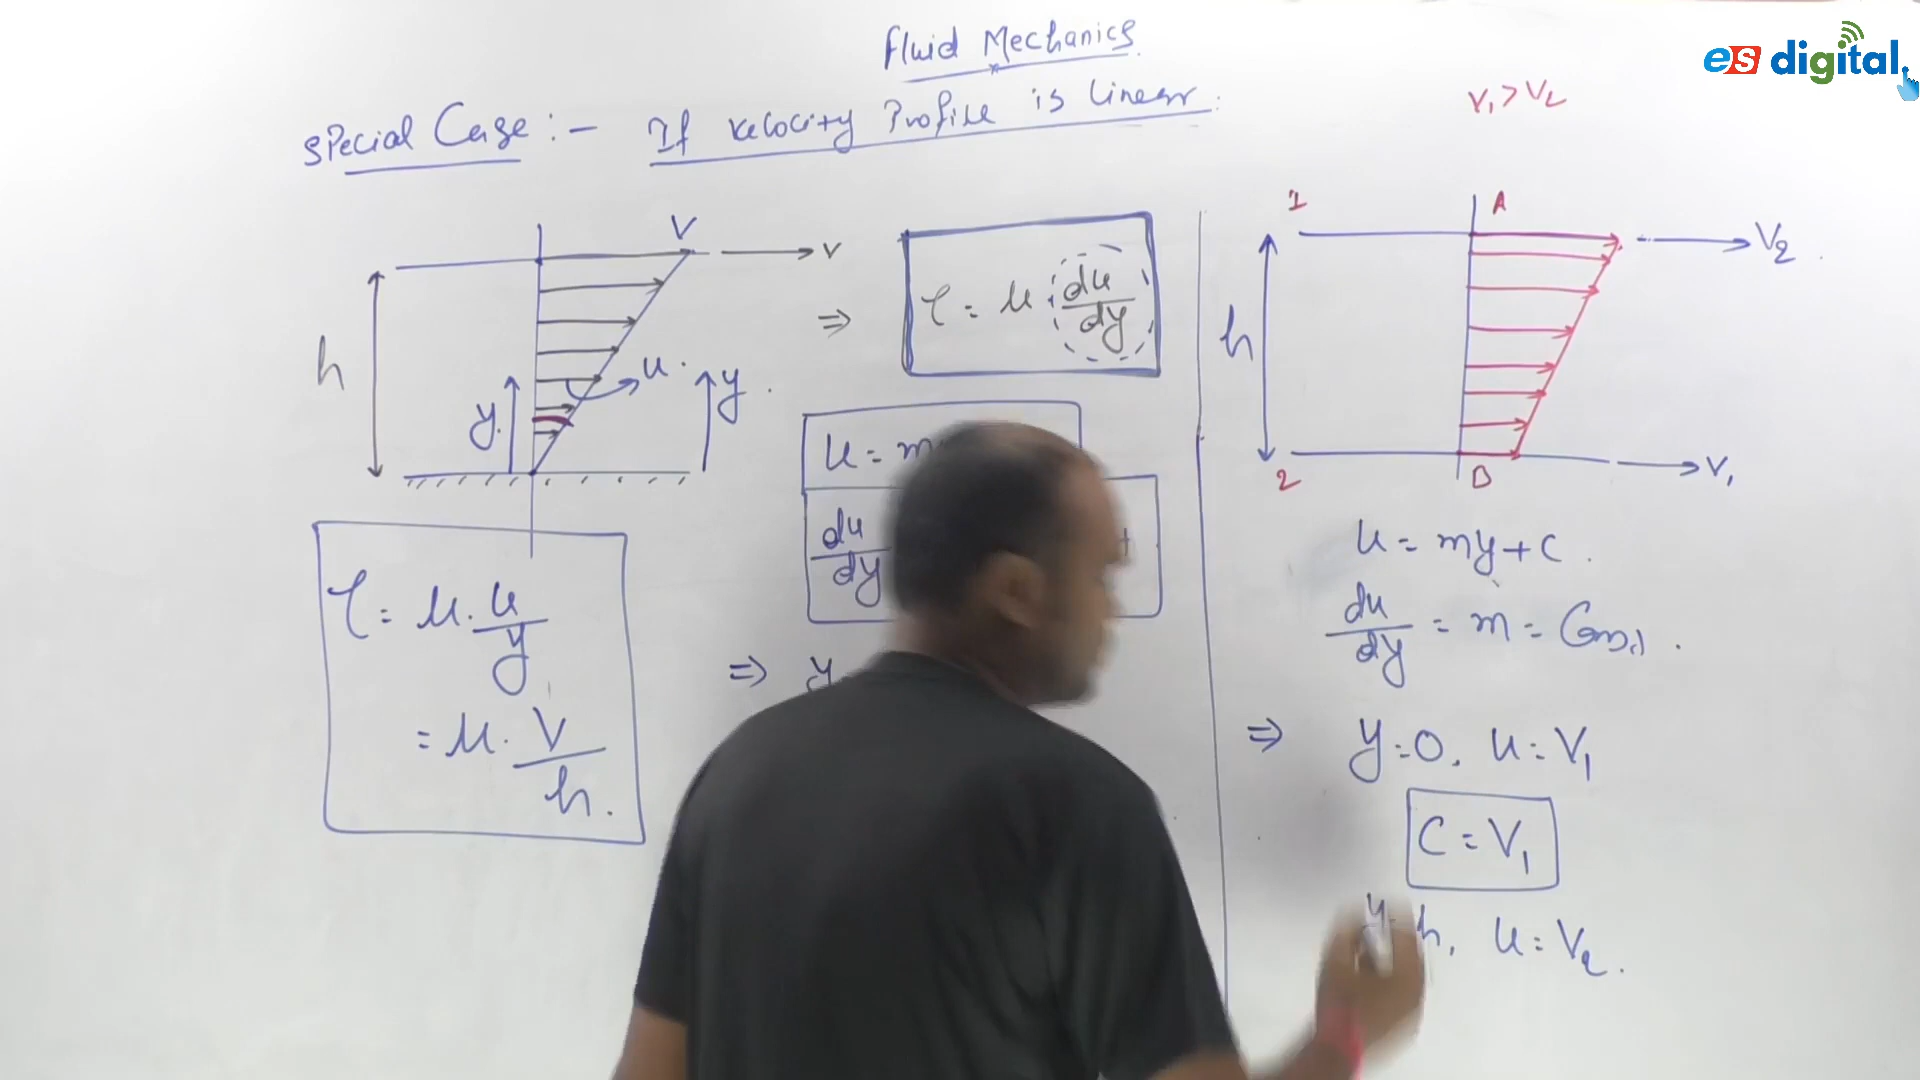 Fluid Mechanics
es digital
V₁ > V₂
Special Case :- If velocity Profile is linear.
V
→ V
h
y
u
y
⇒ τ = μ du/dy
u = m
du/dy
⇒ y
τ = μ. u/y
= μ. V/h.
1
A
V₂
h
2
B
V₁
u = my + c.
du/dy = m = Const.
⇒ y = 0, u = V₁
C = V₁
y h, u = V₂.